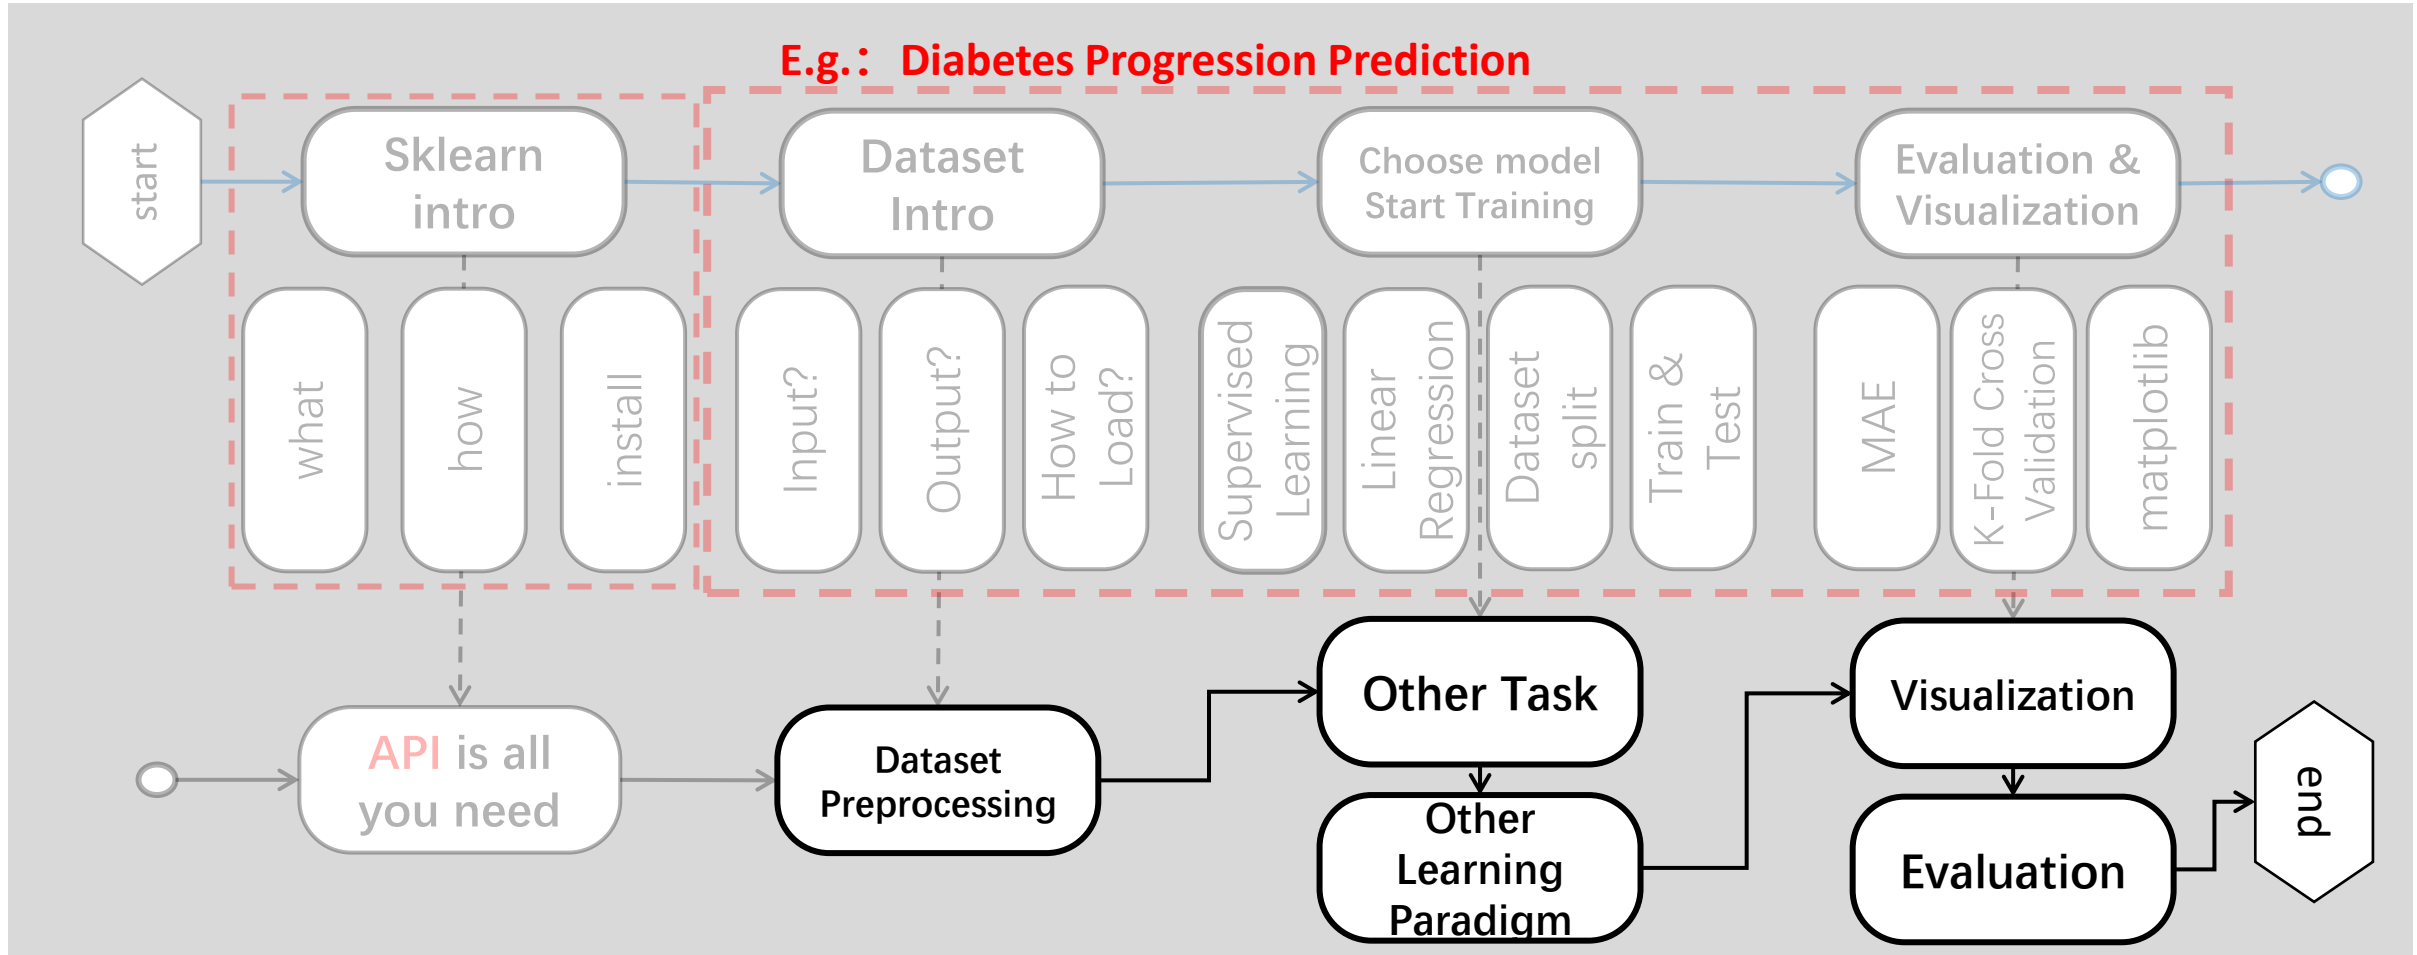 E.g.： Diabetes Progression Prediction
start
Sklearn
intro
Dataset
Intro
Choose model
Start Training
Evaluation &
Visualization
what
how
install
Input?
Output?
How to
Load?
Supervised
Learning
Linear
Regression
Dataset
split
Train &
Test
MAE
K-Fold Cross
Validation
matplotlib
API is all
you need
Dataset
Preprocessing
Other Task
Other
Learning
Paradigm
Visualization
Evaluation
end